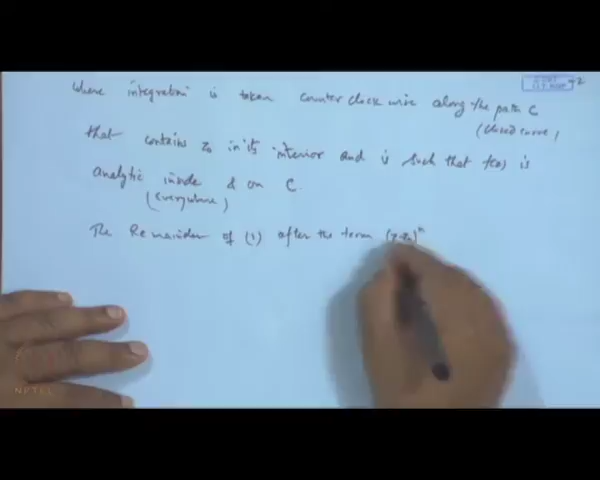 where integration is taken counter clock wise along the path C
(closed curve)
that contains z₀ in its interior and is such that f(z) is
analytic inside & on C.
(everywhere)
The Remainder of (1) after the term (z-z₀)ⁿ
NPTEL